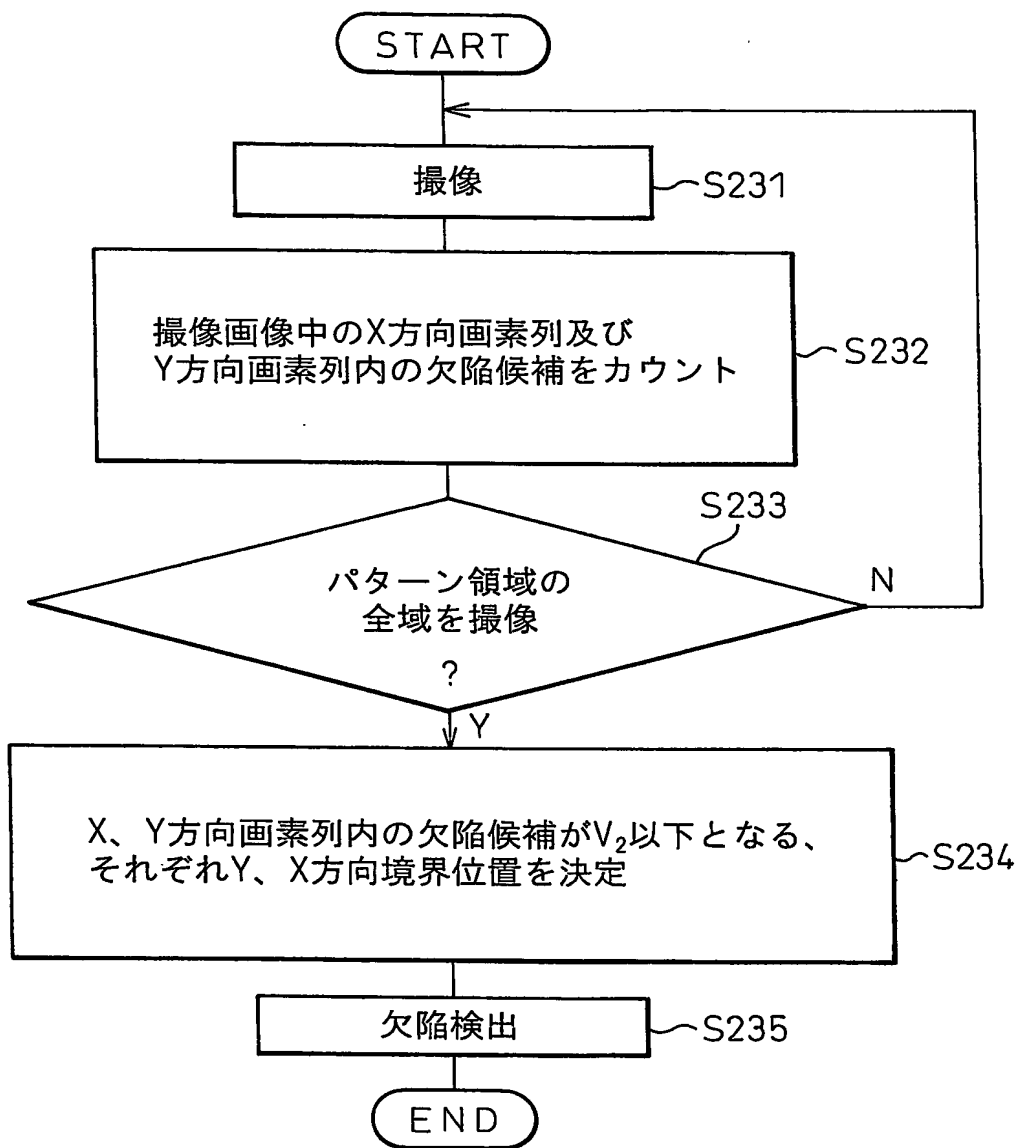 START
撮像
S231
撮像画像中のX方向画素列及び
Y方向画素列内の欠陥候補をカウント
S232
S233
パターン領域の
全域を撮像
?
N
Y
X、Y方向画素列内の欠陥候補がV₂以下となる、
それぞれY、X方向境界位置を決定
S234
欠陥検出
S235
END